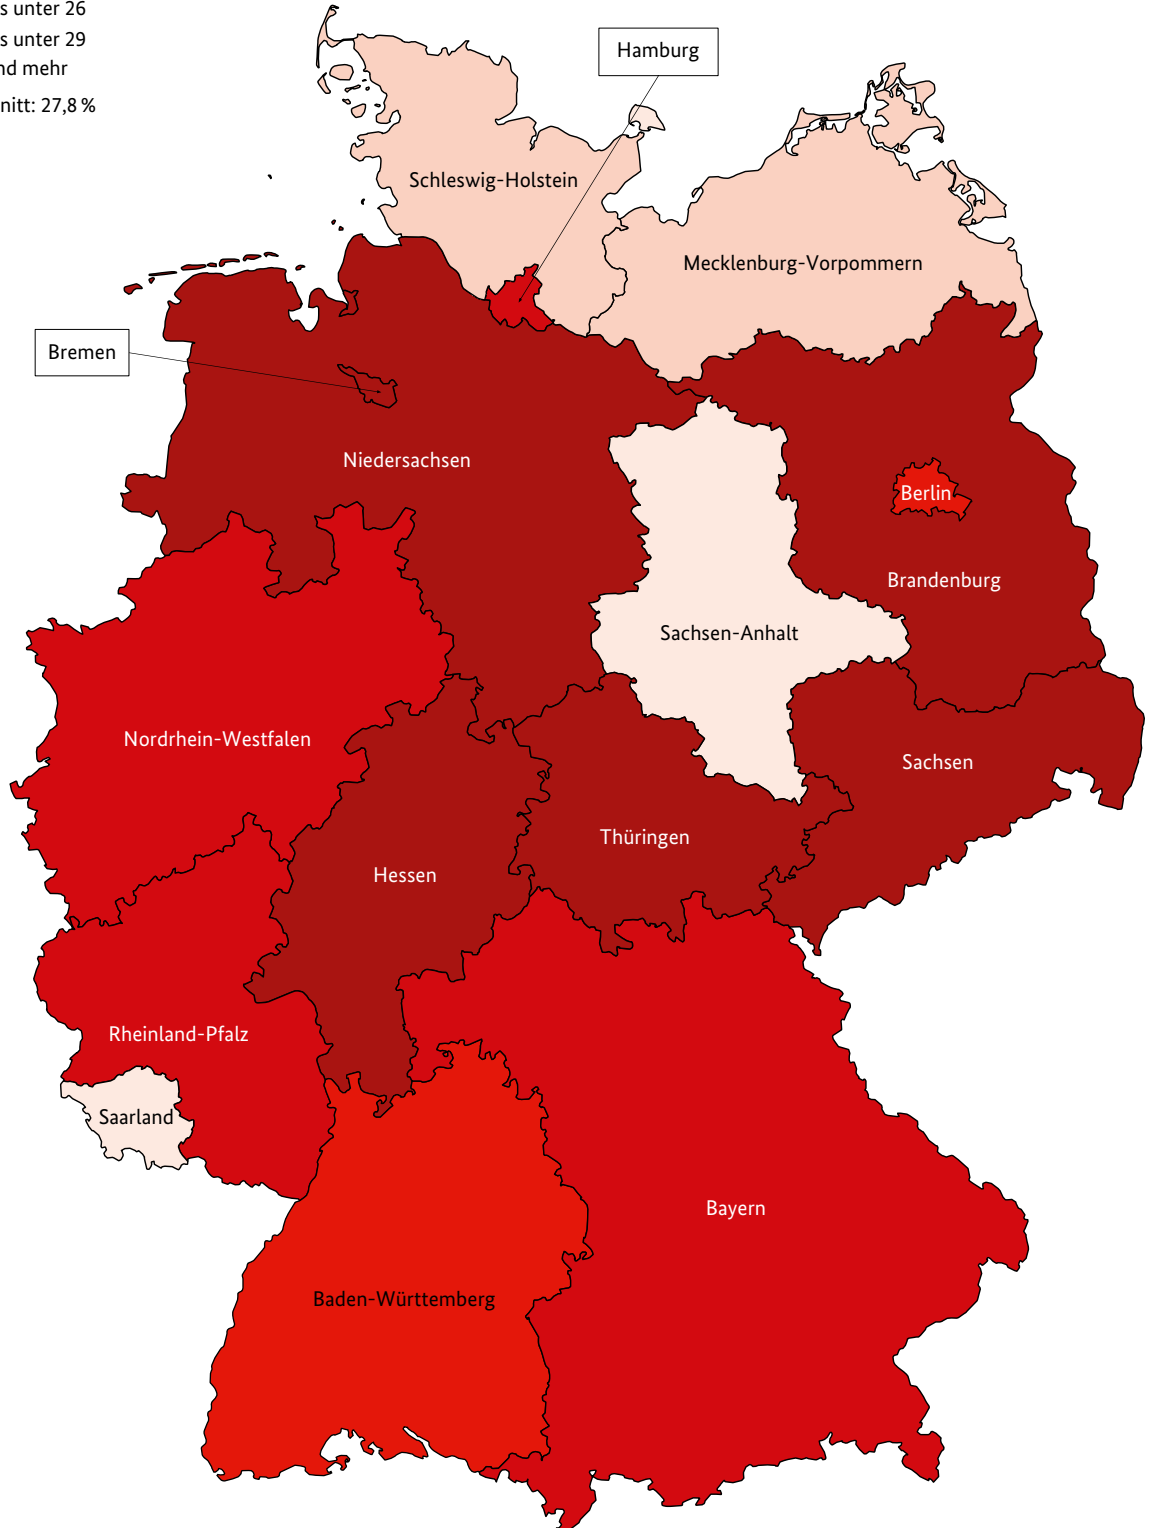 s unter 26
s unter 29
nd mehr
nitt: 27,8 %
Hamburg
Schleswig-Holstein
Mecklenburg-Vorpommern
Bremen
Niedersachsen
Berlin
Brandenburg
Sachsen-Anhalt
Nordrhein-Westfalen
Sachsen
Thüringen
Hessen
Rheinland-Pfalz
Saarland
Bayern
Baden-Württemberg